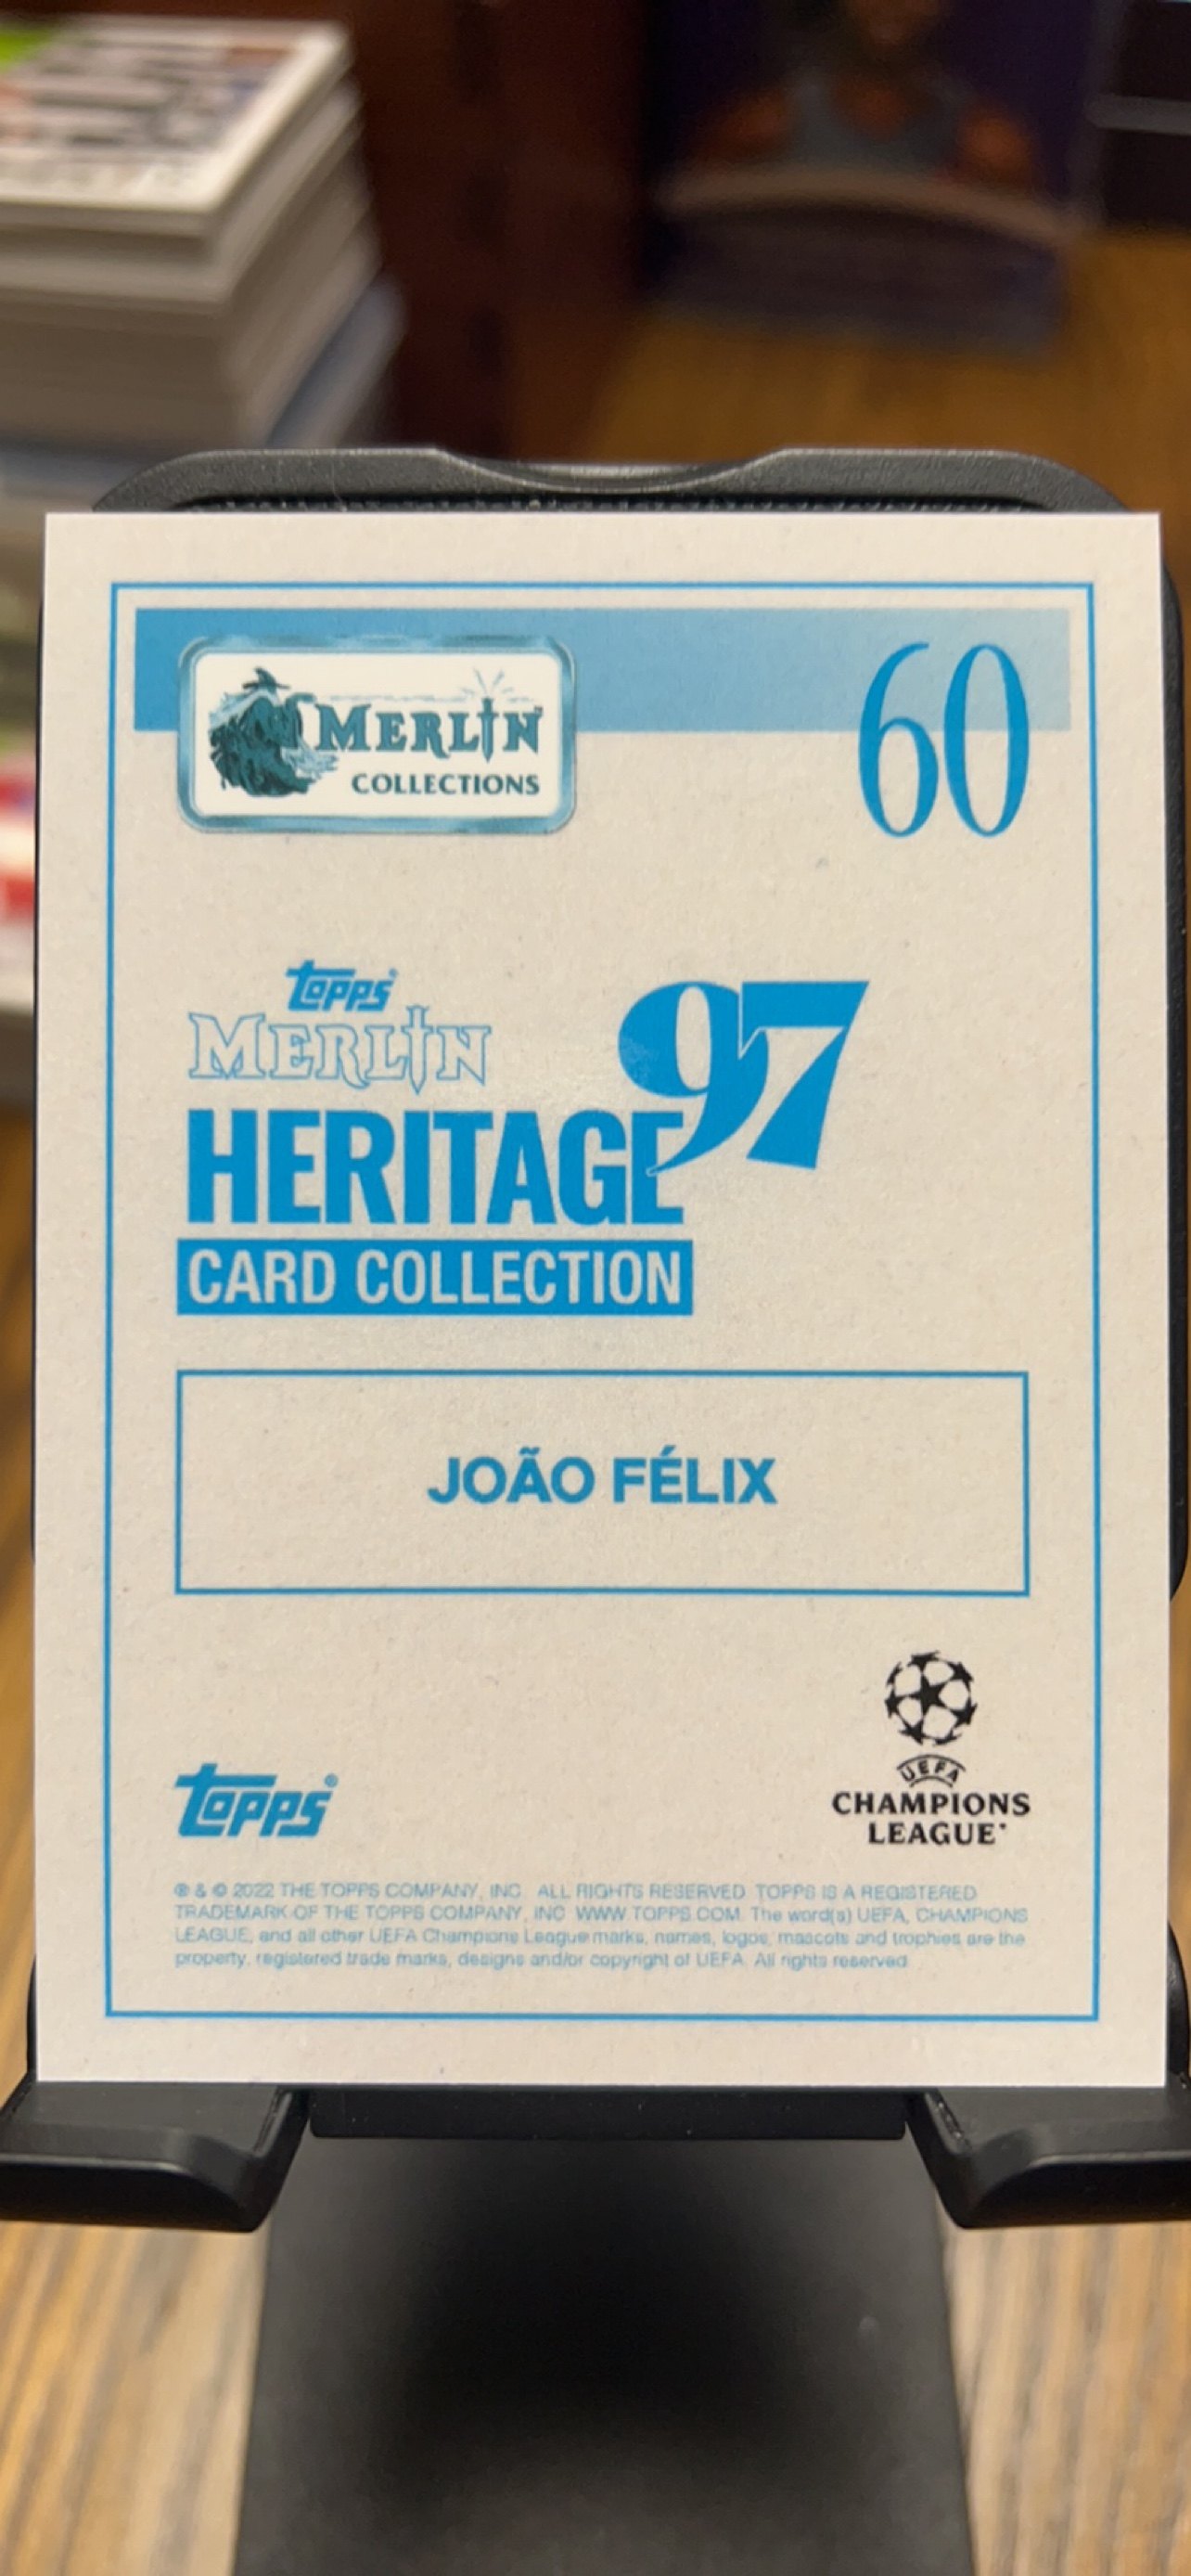 MERLIN
COLLECTIONS
60
Topps
MERLIN
97
HERITAGE
CARD COLLECTION
JOÃO FÉLIX
UEFA
CHAMPIONS
LEAGUE
Topps®
® & © 2022 THE TOPPS COMPANY, INC. ALL RIGHTS RESERVED. TOPPS IS A REGISTERED
TRADEMARK OF THE TOPPS COMPANY, INC. WWW.TOPPS.COM. The word(s) UEFA, CHAMPIONS
LEAGUE, and all other UEFA Champions League marks, names, logos, mascots and trophies are the
property, registered trade marks, designs and/or copyright of UEFA. All rights reserved.